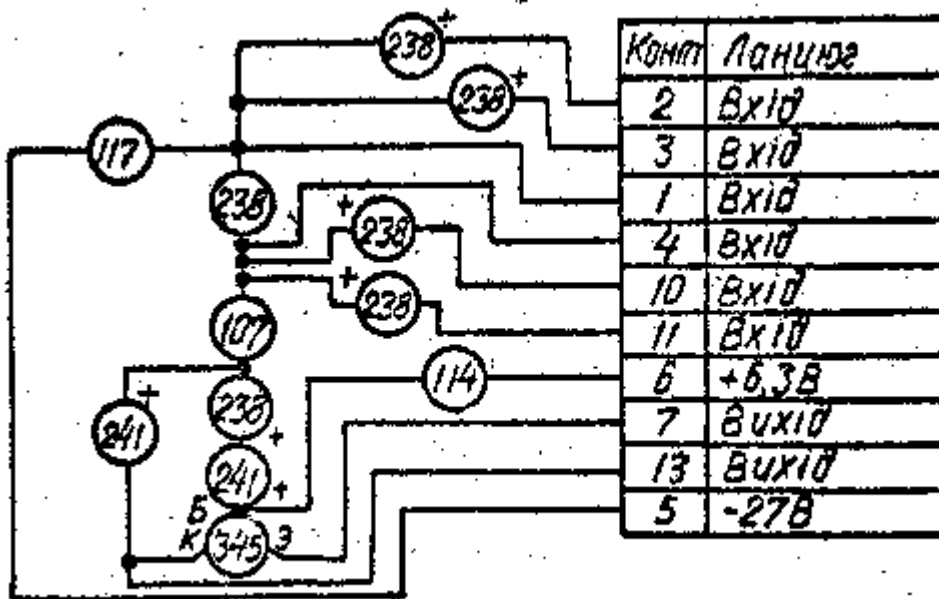 Конт Ланцюг
2 Вхід
3 Вхід
1 Вхід
4 Вхід
10 Вхід
11 Вхід
6 +6,3В
7 Вихід
13 Вихід
5 -27В
238 +
238 +
117
238
+ 238
+ 238
107
114
+ 241
238
+ 241
+
Б
К 345 Э